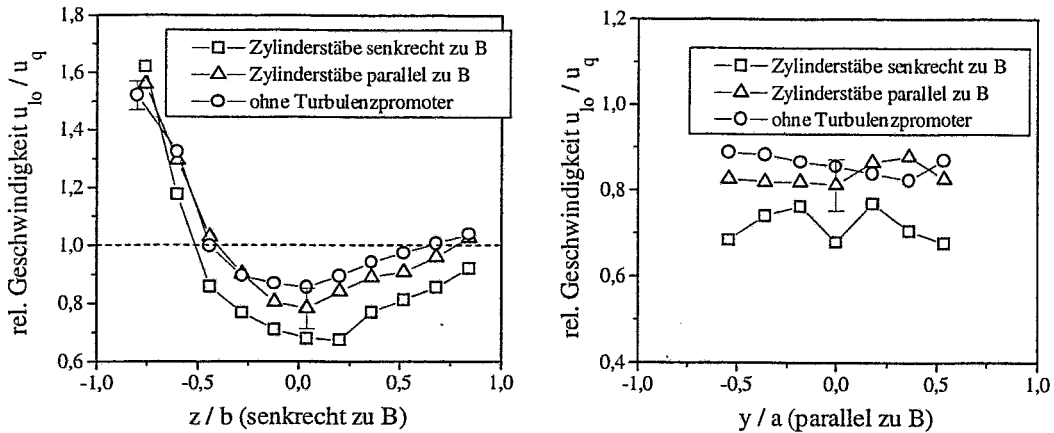 rel. Geschwindigkeit u_lo / u_q
1,8
1,6
1,4
1,2
1,0
0,8
0,6
Zylinderstäbe senkrecht zu B
Zylinderstäbe parallel zu B
ohne Turbulenzpromoter
-1,0 -0,5 0,0 0,5 1,0
z / b (senkrecht zu B)
rel. Geschwindigkeit u_lo / u_q
1,2
1,0
0,8
0,6
0,4
Zylinderstäbe senkrecht zu B
Zylinderstäbe parallel zu B
ohne Turbulenzpromoter
-1,0 -0,5 0,0 0,5 1,0
y / a (parallel zu B)